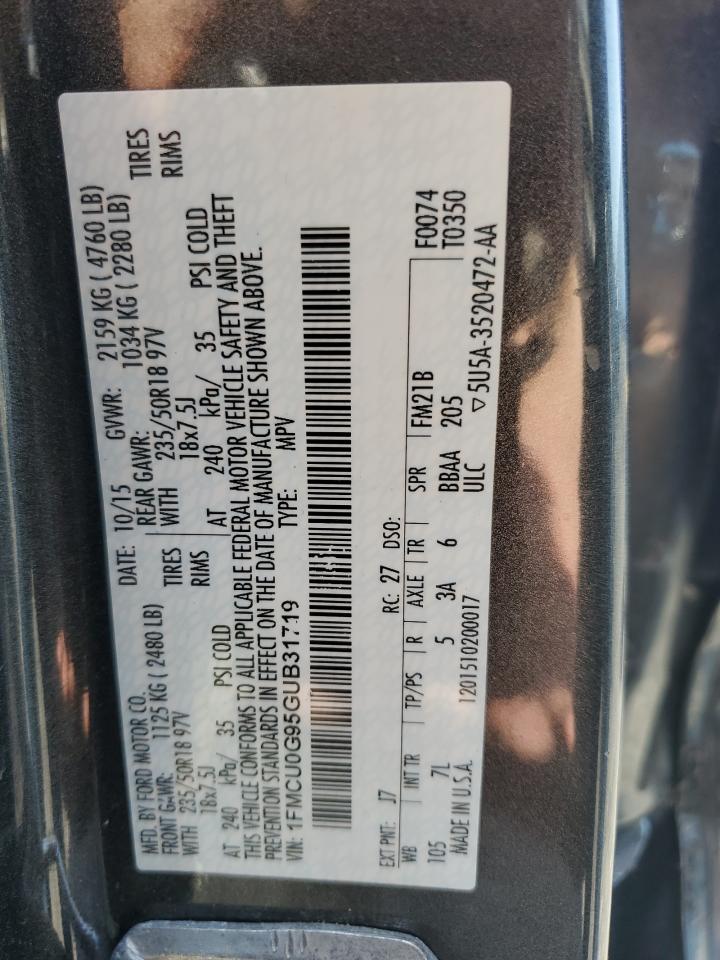 MFD. BY FORD MOTOR CO.
DATE: 10/15 GVWR: 2159 KG ( 4760 LB)
FRONT GAWR: 1125 KG ( 2480 LB)
REAR GAWR: 1034 KG ( 2280 LB)
WITH 235/50R18 97V TIRES
WITH 235/50R18 97V TIRES
18x7.5J RIMS
18x7.5J RIMS
AT 240 kPa/ 35 PSI COLD
AT 240 kPa/ 35 PSI COLD
THIS VEHICLE CONFORMS TO ALL APPLICABLE FEDERAL MOTOR VEHICLE SAFETY AND THEFT
PREVENTION STANDARDS IN EFFECT ON THE DATE OF MANUFACTURE SHOWN ABOVE.
VIN: 1FMCU0G95GUB31719 TYPE: MPV
EXT PNT: J7 RC: 27 DSO:
WB INT TR TP/PS R AXLE TR SPR FM21B F0074
105 7L 5 3A 6 BBAA 205 T0350
MADE IN U.S.A. 1201510200017 ULC ▽5U5A-3520472-AA